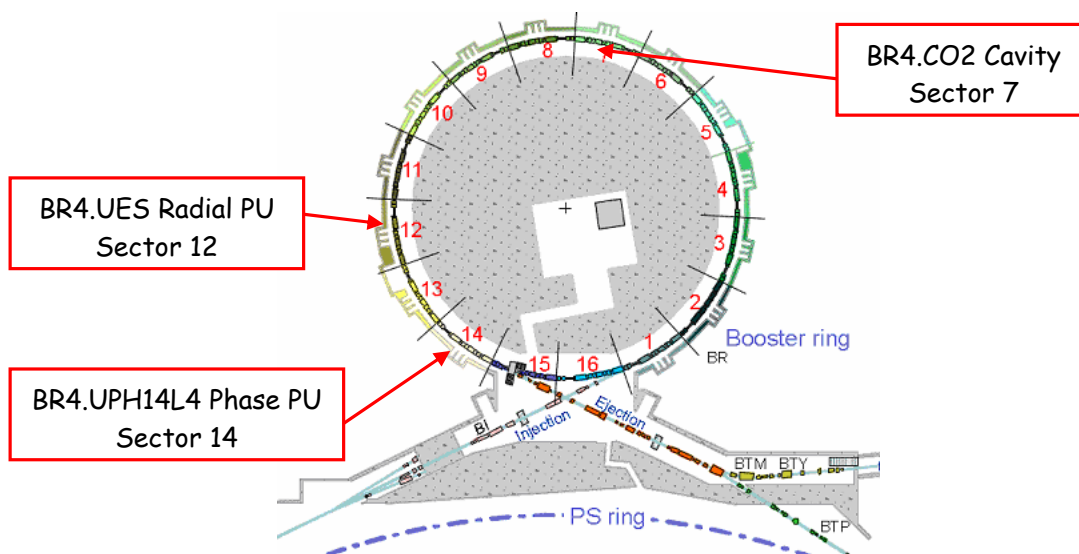 BR4.CO2 Cavity
Sector 7
8
7
9
6
10
5
11
4
BR4.UES Radial PU
Sector 12
12
3
13
2
14
1
Booster ring
BR
15
16
BR4.UPH14L4 Phase PU
Sector 14
BI
Injection
Ejection
BTM
BTY
BTP
PS ring